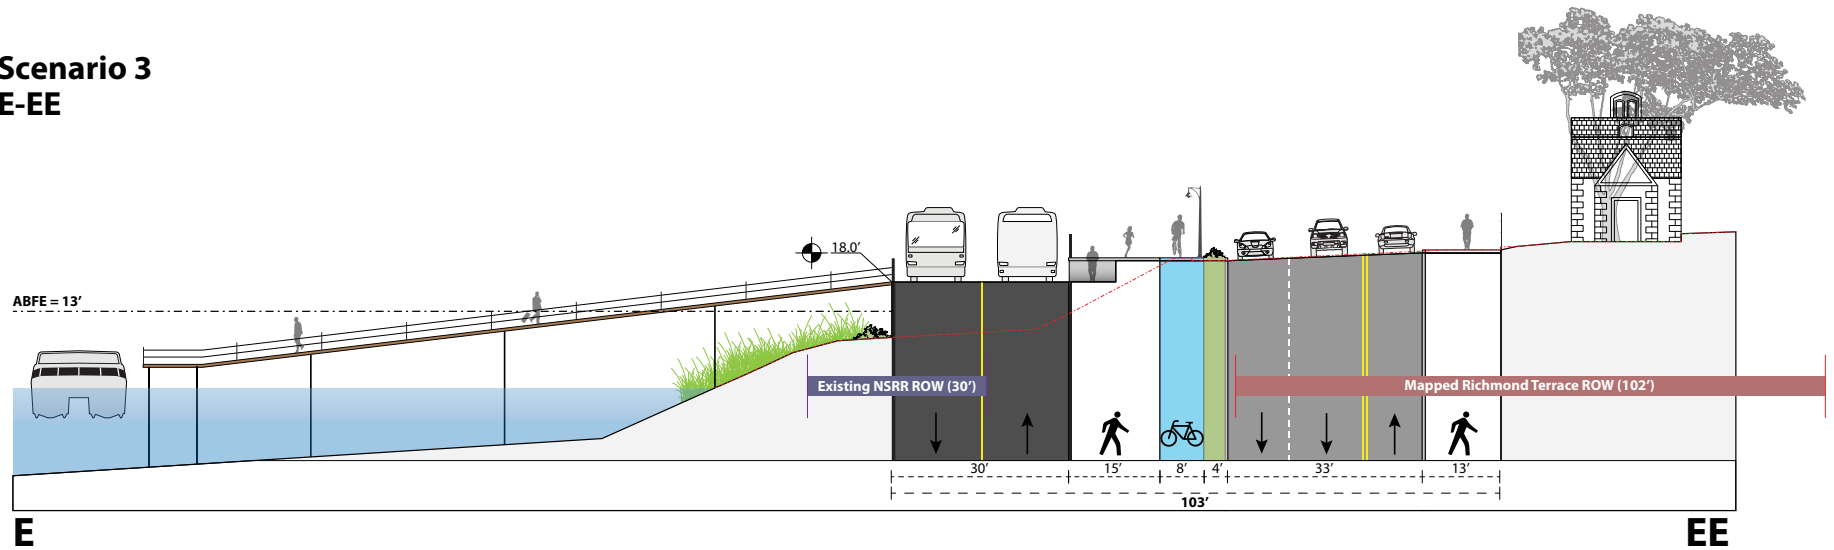 Scenario 3
E-EE
18.0’
ABFE = 13’
Existing NSRR ROW (30’)
Mapped Richmond Terrace ROW (102’)
30’ 15’ 8’ 4’ 33’ 13’
103’
E EE